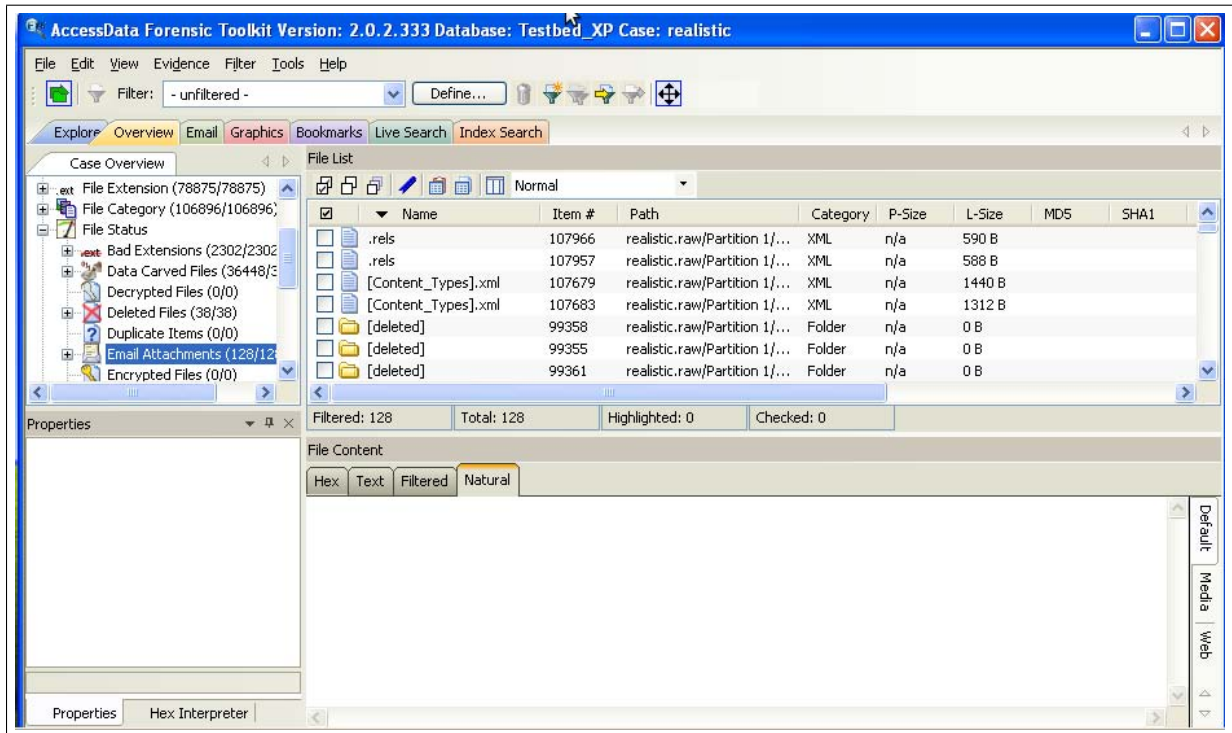 AccessData Forensic Toolkit Version: 2.0.2.333 Database: Testbed_XP Case: realistic
File Edit View Evidence Filter Tools Help
Filter: - unfiltered - Define...
Explore Overview Email Graphics Bookmarks Live Search Index Search
Case Overview
.ext File Extension (78875/78875)
File Category (106896/106896)
File Status
.ext Bad Extensions (2302/2302
Data Carved Files (36448/3
Decrypted Files (0/0)
Deleted Files (38/38)
Duplicate Items (0/0)
Email Attachments (128/12
Encrypted Files (0/0)
File List
Normal
Name Item # Path Category P-Size L-Size MD5 SHA1
.rels 107966 realistic.raw/Partition 1/... XML n/a 590 B
.rels 107957 realistic.raw/Partition 1/... XML n/a 588 B
[Content_Types].xml 107679 realistic.raw/Partition 1/... XML n/a 1440 B
[Content_Types].xml 107683 realistic.raw/Partition 1/... XML n/a 1312 B
[deleted] 99358 realistic.raw/Partition 1/... Folder n/a 0 B
[deleted] 99355 realistic.raw/Partition 1/... Folder n/a 0 B
[deleted] 99361 realistic.raw/Partition 1/... Folder n/a 0 B
Filtered: 128 Total: 128 Highlighted: 0 Checked: 0
Properties
File Content
Hex Text Filtered Natural
Default
Media
Web
Properties Hex Interpreter